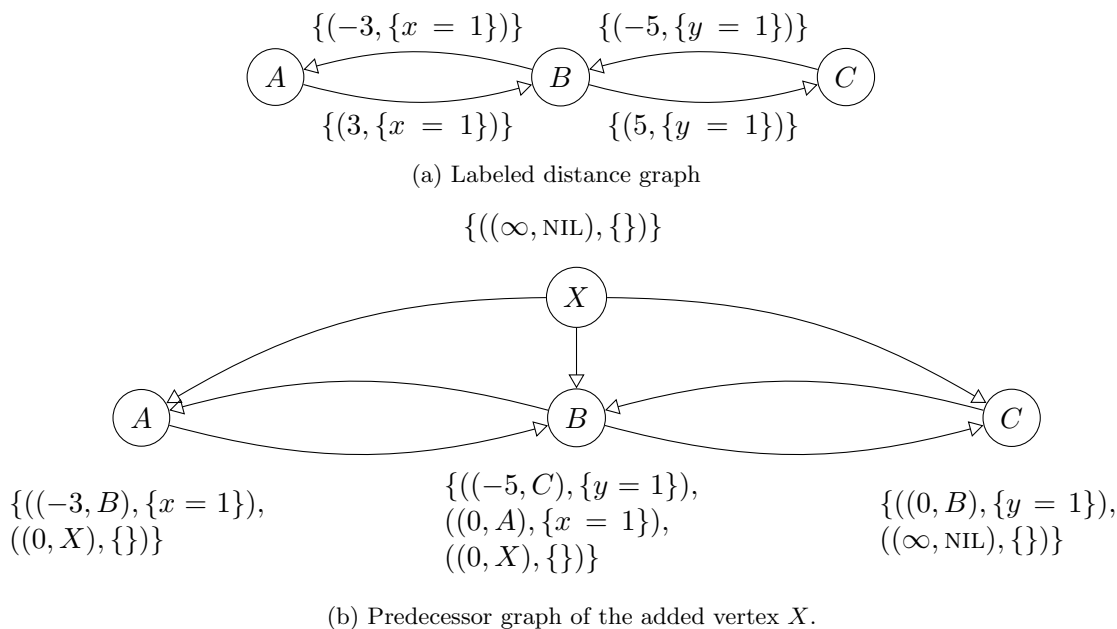 {(−3, {x = 1})} {(−5, {y = 1})}
A B C
{(3, {x = 1})} {(5, {y = 1})}
(a) Labeled distance graph
{((∞, NIL), {})}
X
A B C
{((−3, B), {x = 1}),
((0, X), {})}
{((−5, C), {y = 1}),
((0, A), {x = 1}),
((0, X), {})}
{((0, B), {y = 1}),
((∞, NIL), {})}
(b) Predecessor graph of the added vertex X.